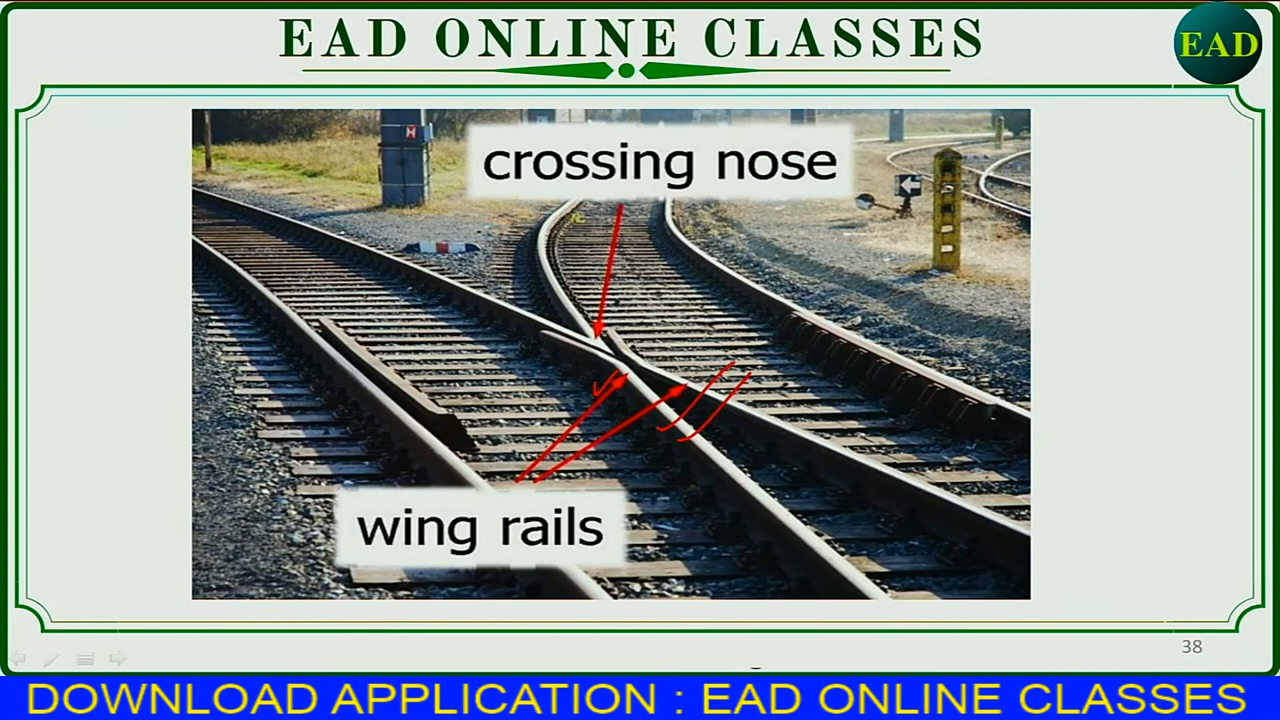 EAD ONLINE CLASSES
EAD
crossing nose
wing rails
38
DOWNLOAD APPLICATION : EAD ONLINE CLASSES